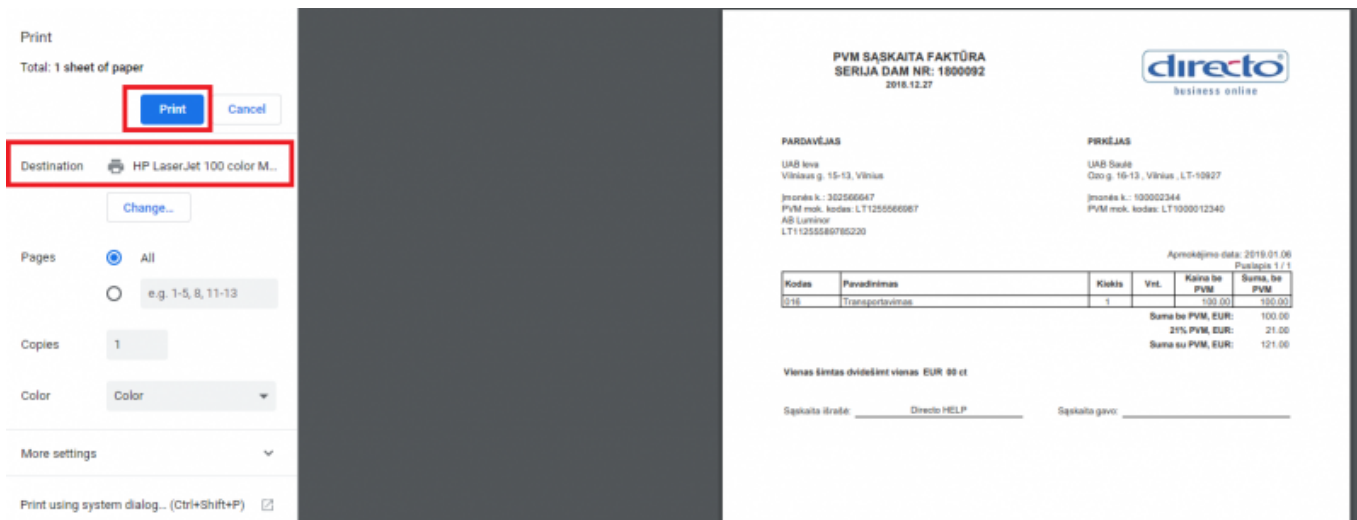 Print
Total: 1 sheet of paper
Print Cancel
Destination HP LaserJet 100 color M...
Change...
Pages All
e.g. 1-5, 8, 11-13
Copies 1
Color Color
More settings
Print using system dialog... (Ctrl+Shift+P)
PVM SĄSKAITA FAKTŪRA
SERIJA DAM NR: 1800092
2018.12.27
directo
business online
PARDAVĖJAS
UAB Ieva
Vilniaus g. 15-13, Vilnius
Įmonės k.: 302566647
PVM mok. kodas: LT1255566987
AB Luminor
LT11255589785220
PIRKĖJAS
UAB Saulė
Ozo g. 16-13 , Vilnius , LT-10927
Įmonės k.: 100002344
PVM mok. kodas: LT1000012340
Apmokėjimo data: 2019.01.06
Puslapis 1 / 1
Kodas Pavadinimas Kiekis Vnt. Kaina be PVM Suma, be PVM
016 Transportavimas 1 100.00 100.00
Suma be PVM, EUR: 100.00
21% PVM, EUR: 21.00
Suma su PVM, EUR: 121.00
Vienas šimtas dvidešimt vienas EUR 00 ct
Sąskaita išrašė: Directo HELP Sąskaita gavo: